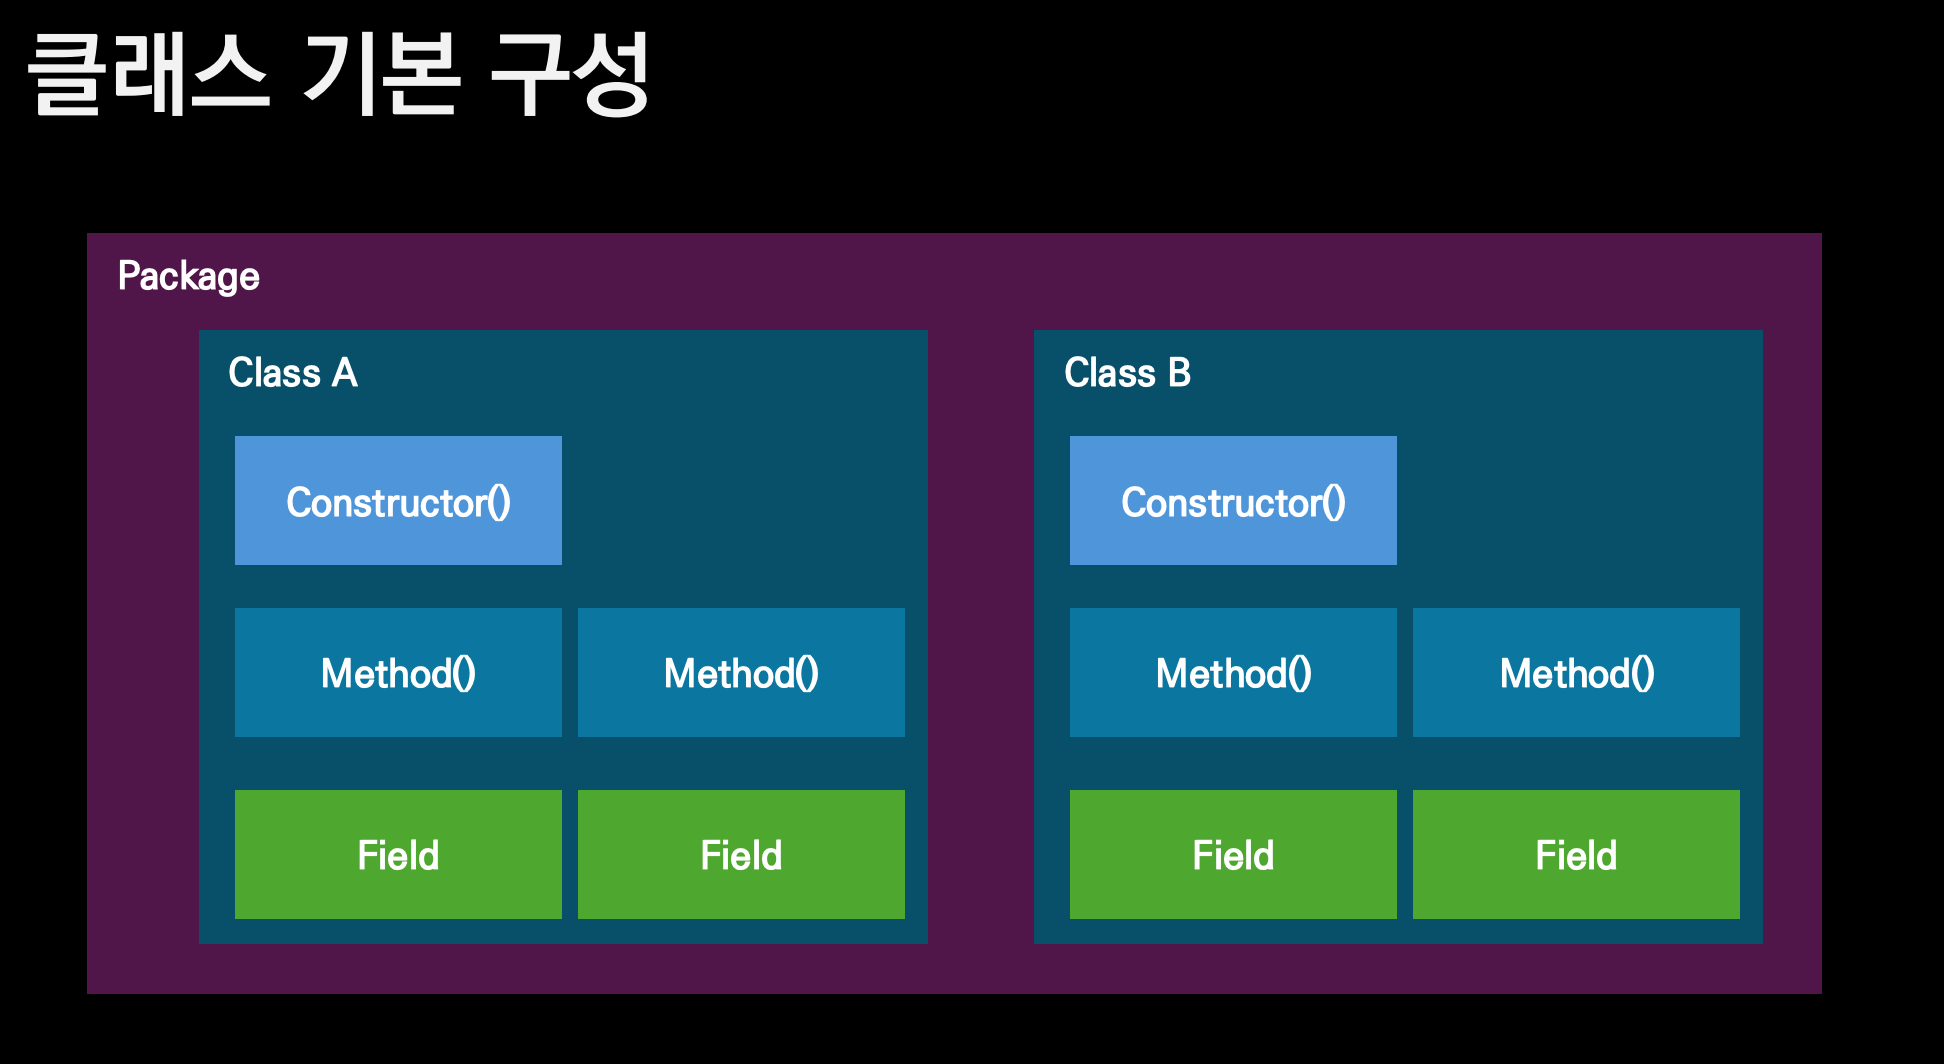 클래스 기본 구성
Package
Class A
Constructor()
Method() Method()
Field Field
Class B
Constructor()
Method() Method()
Field Field